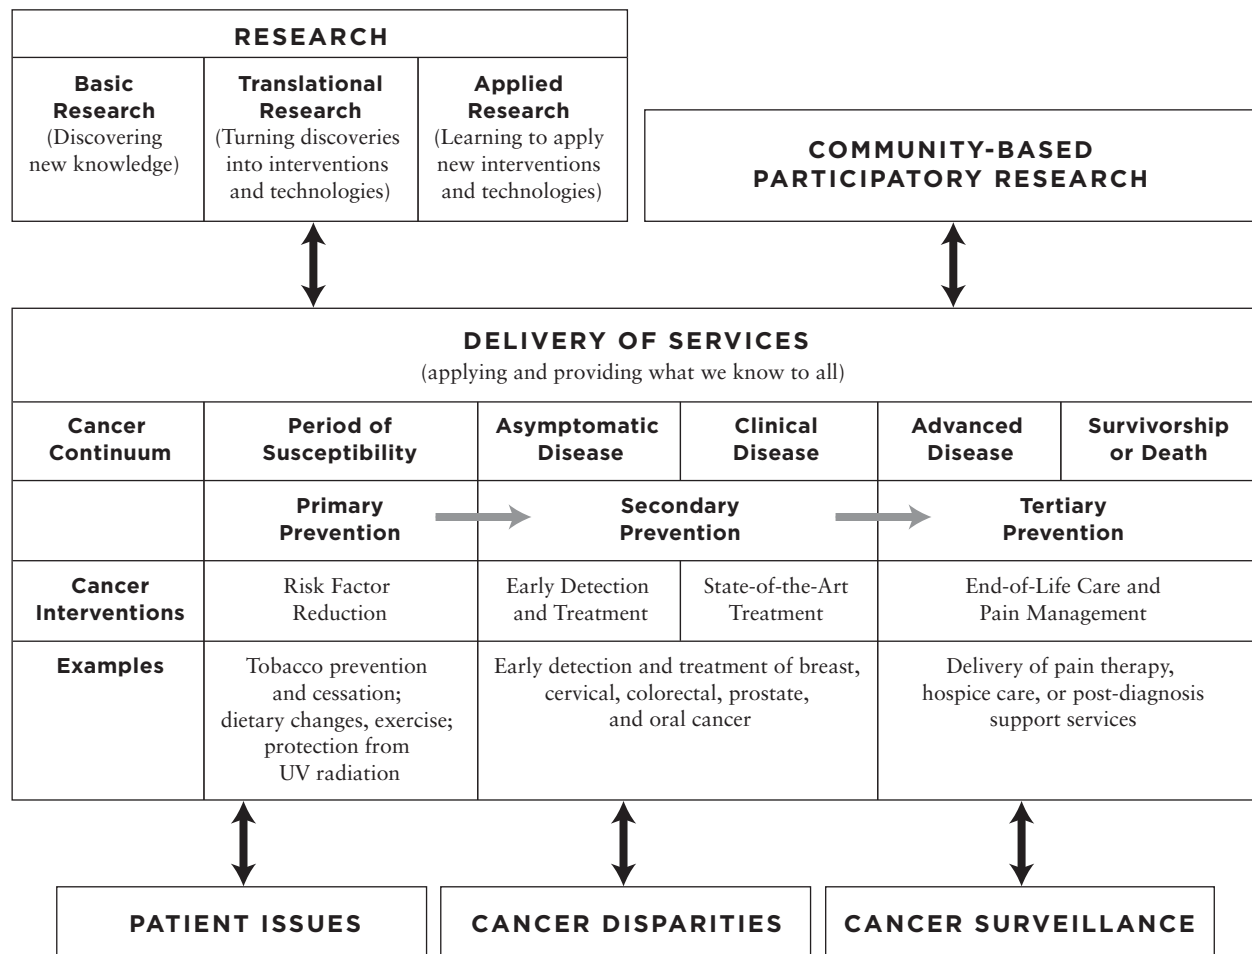 RESEARCH
Basic
Research
(Discovering
new knowledge)
Translational
Research
(Turning discoveries
into interventions
and technologies)
Applied
Research
(Learning to apply
new interventions
and technologies)
COMMUNITY-BASED
PARTICIPATORY RESEARCH
DELIVERY OF SERVICES
(applying and providing what we know to all)
Cancer
Continuum
Period of
Susceptibility
Asymptomatic
Disease
Clinical
Disease
Advanced
Disease
Survivorship
or Death
Primary
Prevention
Secondary
Prevention
Tertiary
Prevention
Cancer
Interventions
Risk Factor
Reduction
Early Detection
and Treatment
State-of-the-Art
Treatment
End-of-Life Care and
Pain Management
Examples
Tobacco prevention
and cessation;
dietary changes, exercise;
protection from
UV radiation
Early detection and treatment of breast,
cervical, colorectal, prostate,
and oral cancer
Delivery of pain therapy,
hospice care, or post-diagnosis
support services
PATIENT ISSUES
CANCER DISPARITIES
CANCER SURVEILLANCE